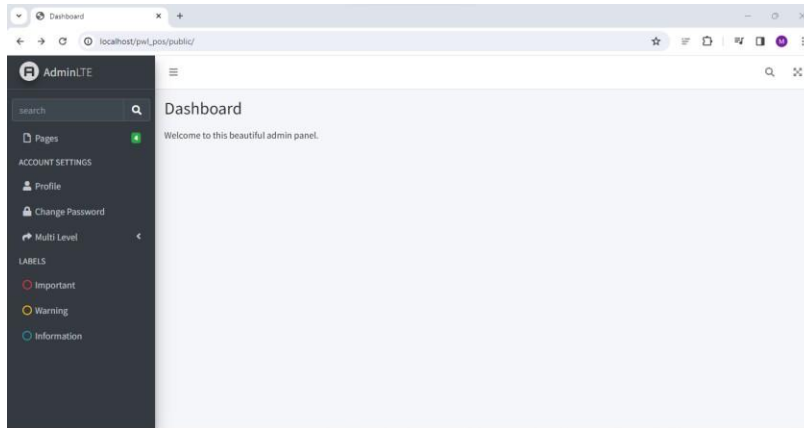 Dashboard
localhost/pwl_pos/public/
M
AdminLTE
search
Dashboard
Pages
4
Welcome to this beautiful admin panel.
ACCOUNT SETTINGS
Profile
Change Password
Multi Level
LABELS
Important
Warning
Information